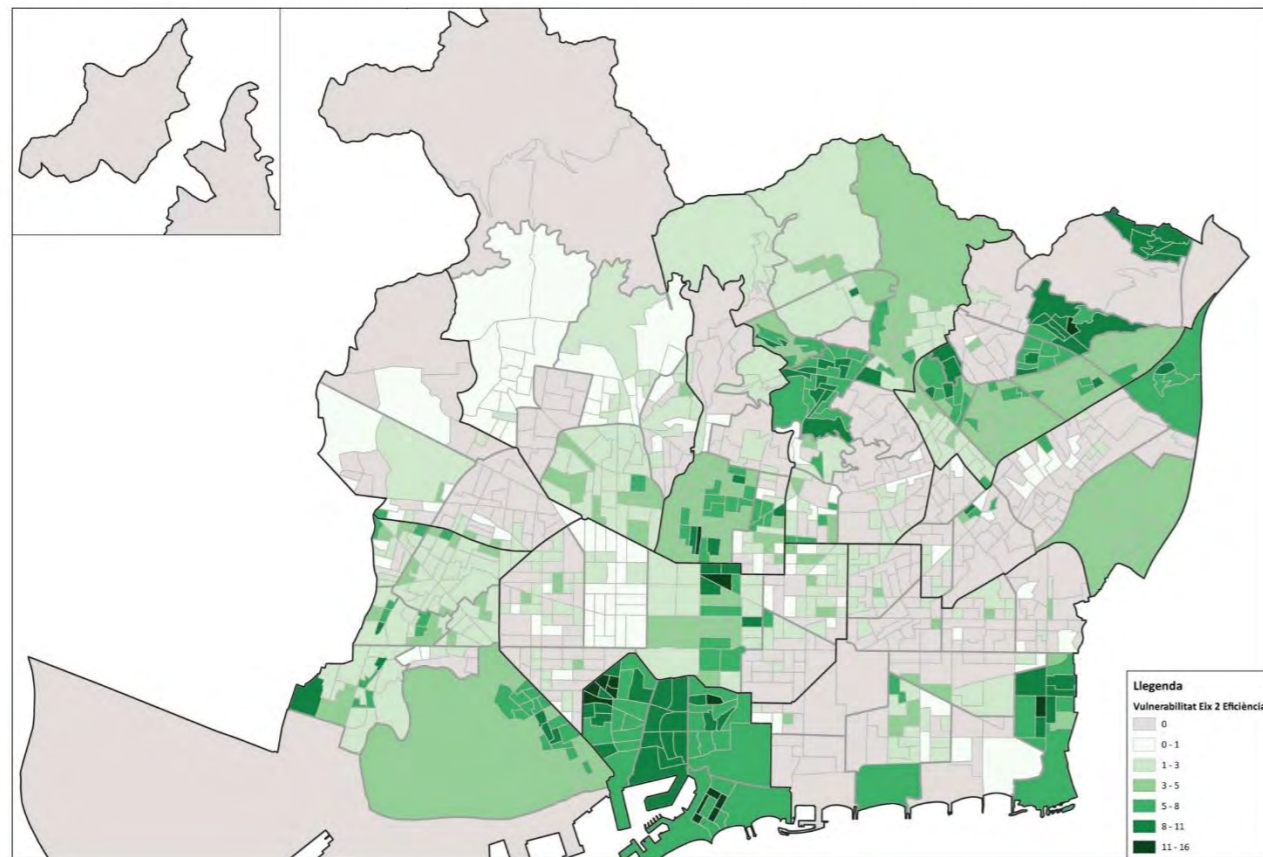 Llegenda
Vulnerabilitat Eix 2 Eficiència
0
0 - 1
1 - 3
3 - 5
5 - 8
8 - 11
11 - 16